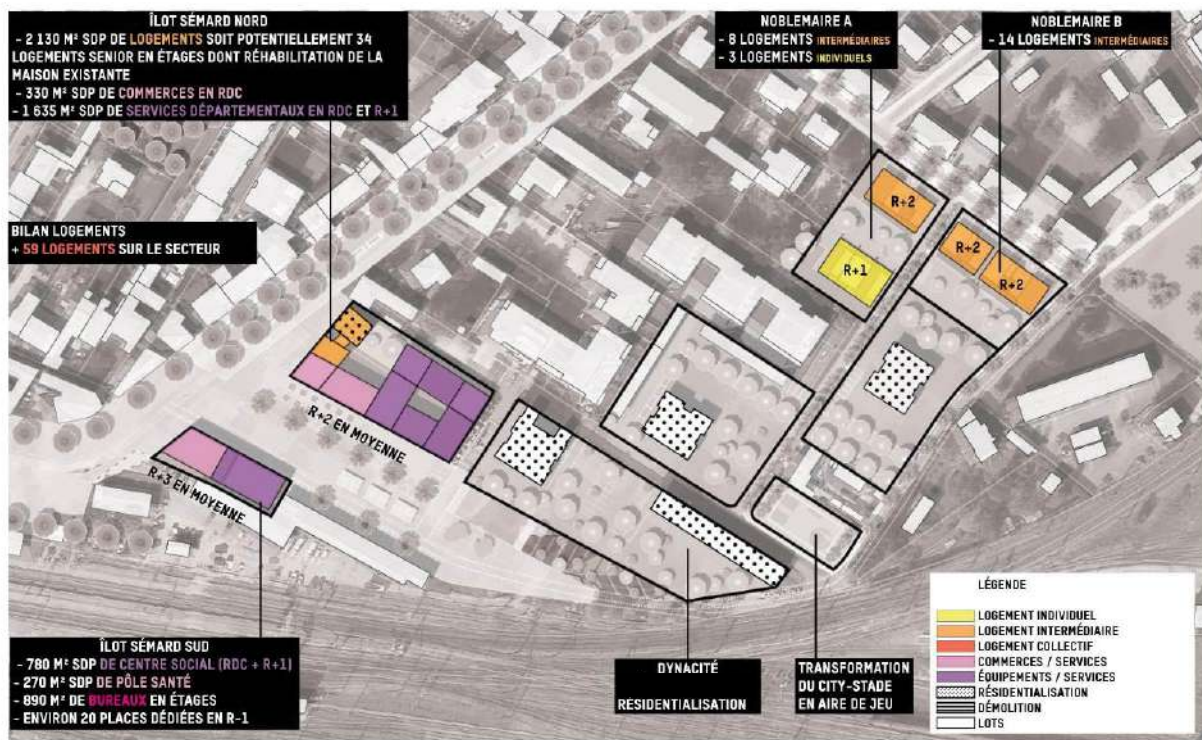 ÎLOT SÉMARD NORD
- 2 130 M² SDP DE LOGEMENTS SOIT POTENTIELLEMENT 34
LOGEMENTS SENIOR EN ÉTAGES DONT RÉHABILITATION DE LA
MAISON EXISTANTE
- 330 M² SDP DE COMMERCES EN RDC
- 1 635 M² SDP DE SERVICES DÉPARTEMENTAUX EN RDC ET R+1
NOBLEMAIRE A
- 8 LOGEMENTS INTERMÉDIAIRES
- 3 LOGEMENTS INDIVIDUELS
NOBLEMAIRE B
- 14 LOGEMENTS INTERMÉDIAIRES
BILAN LOGEMENTS
+ 59 LOGEMENTS SUR LE SECTEUR
R+2
R+1
R+2
R+2
R+2 EN MOYENNE
R+3 EN MOYENNE
ÎLOT SÉMARD SUD
- 780 M² SDP DE CENTRE SOCIAL (RDC + R+1)
- 270 M² SDP DE PÔLE SANTÉ
- 890 M² DE BUREAUX EN ÉTAGES
- ENVIRON 20 PLACES DÉDIÉES EN R-1
DYNACITÉ
RÉSIDENTIALISATION
TRANSFORMATION
DU CITY-STADE
EN AIRE DE JEU
LÉGENDE
LOGEMENT INDIVIDUEL
LOGEMENT INTERMÉDIAIRE
LOGEMENT COLLECTIF
COMMERCES / SERVICES
ÉQUIPEMENTS / SERVICES
RÉSIDENTIALISATION
DÉMOLITION
LOTS